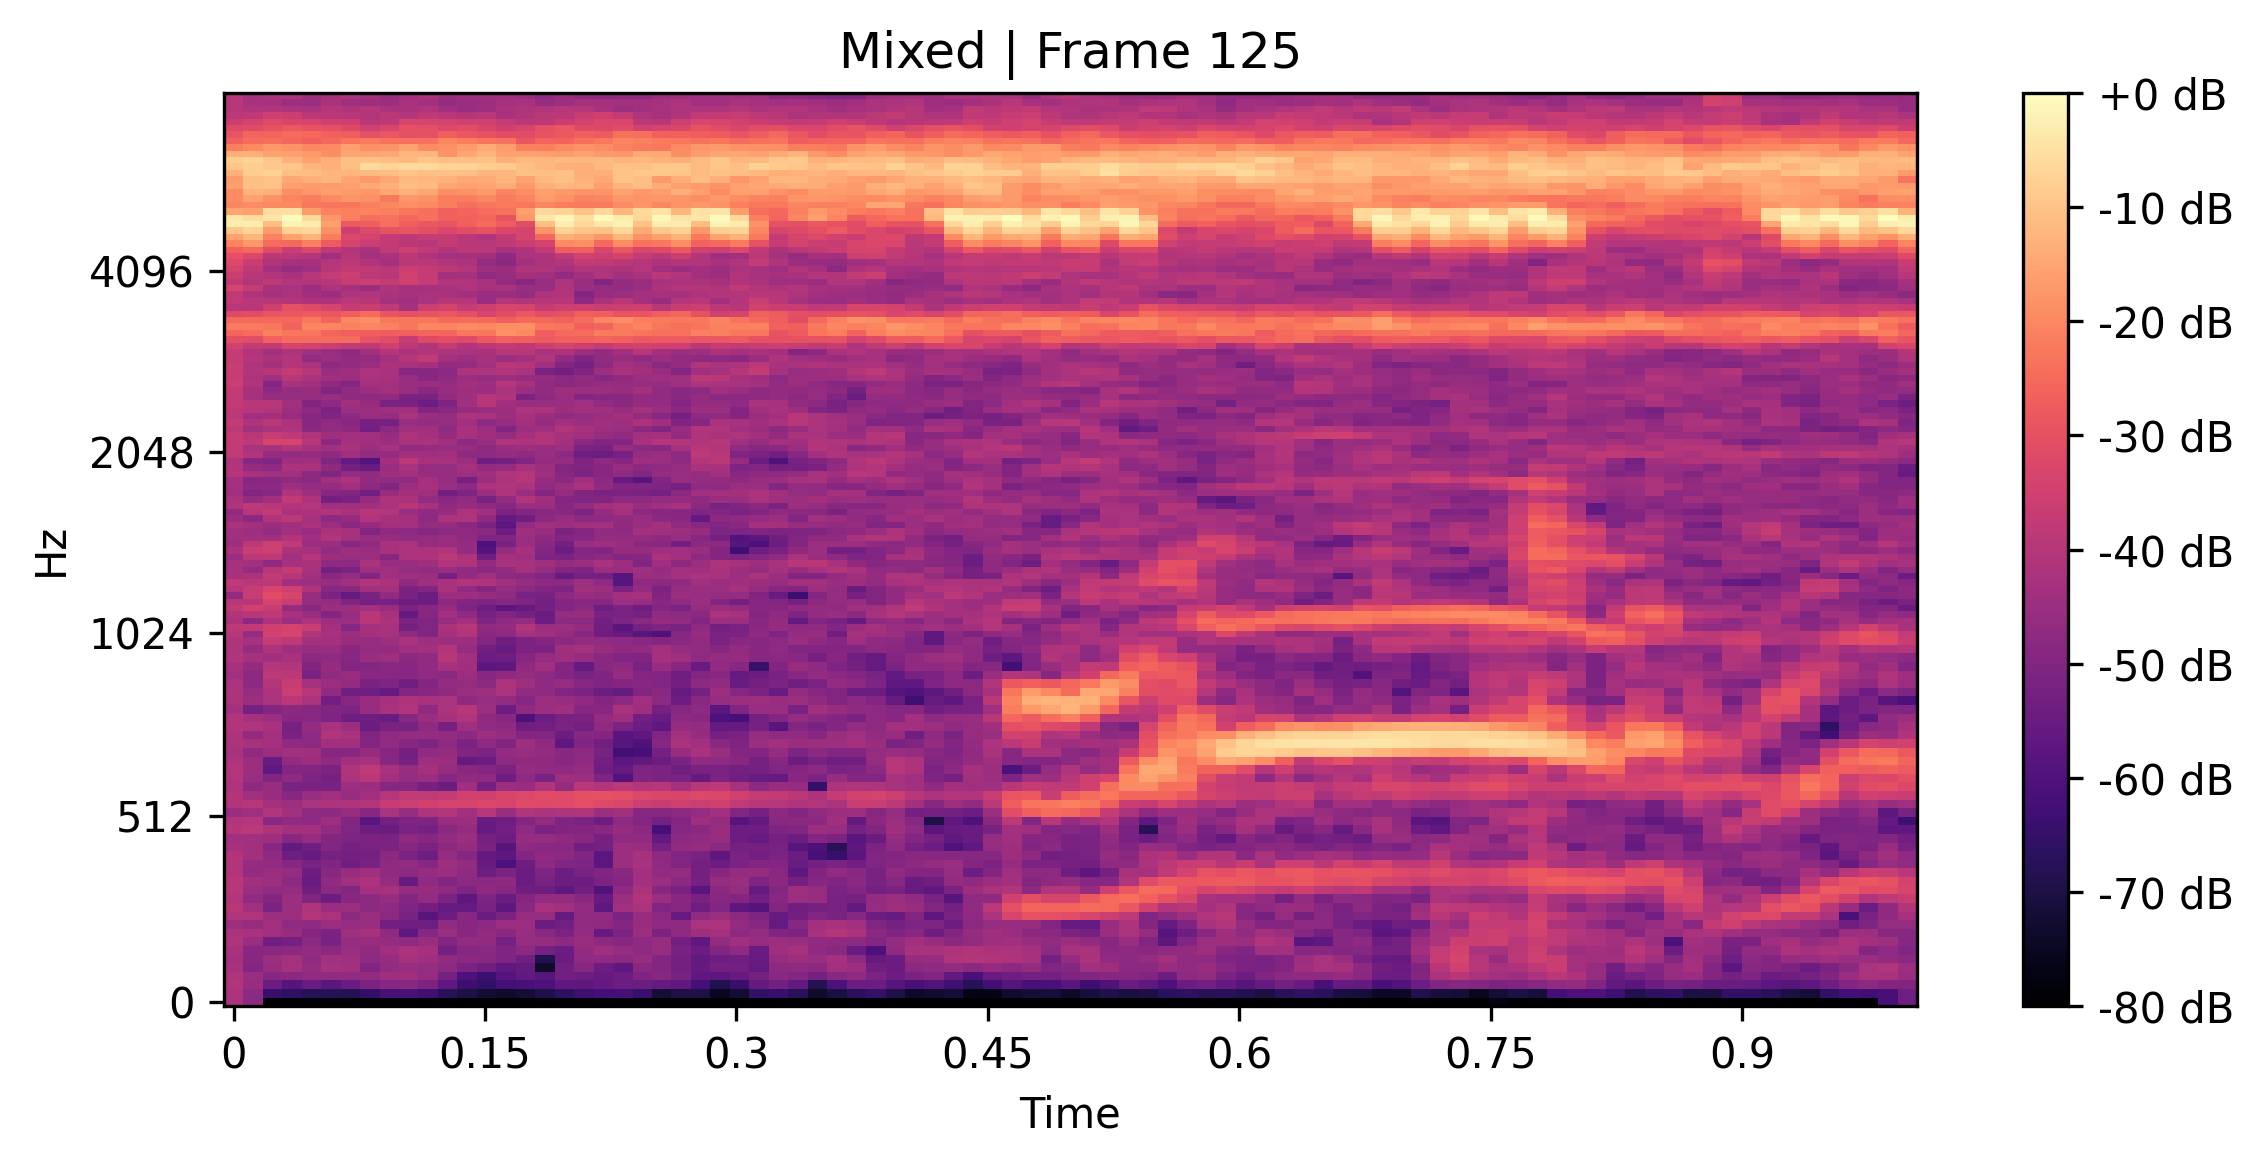 Mixed | Frame 125
+0 dB
-10 dB
-20 dB
-30 dB
-40 dB
-50 dB
-60 dB
-70 dB
-80 dB
Hz
4096
2048
1024
512
0
0 0.15 0.3 0.45 0.6 0.75 0.9
Time